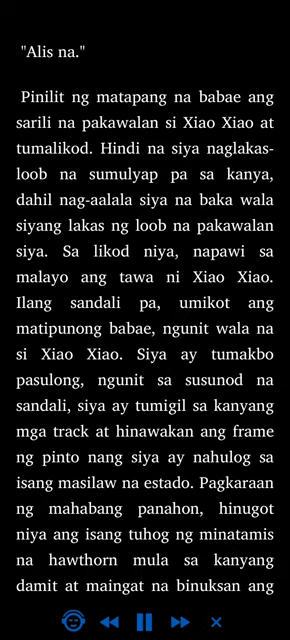 "Alis na."
Pinilit ng matapang na babae ang
sarili na pakawalan si Xiao Xiao at
tumalikod. Hindi na siya naglakas-
loob na sumulyap pa sa kanya,
dahil nag-aalala siya na baka wala
siyang lakas ng loob na pakawalan
siya. Sa likod niya, napawi sa
malayo ang tawa ni Xiao Xiao.
Ilang sandali pa, umikot ang
matipunong babae, ngunit wala na
si Xiao Xiao. Siya ay tumakbo
pasulong, ngunit sa susunod na
sandali, siya ay tumigil sa kanyang
mga track at hinawakan ang frame
ng pinto nang siya ay nahulog sa
isang masilaw na estado. Pagkaraan
ng mahabang panahon, hinugot
niya ang isang tuhog ng minatamis
na hawthorn mula sa kanyang
damit at maingat na binuksan ang